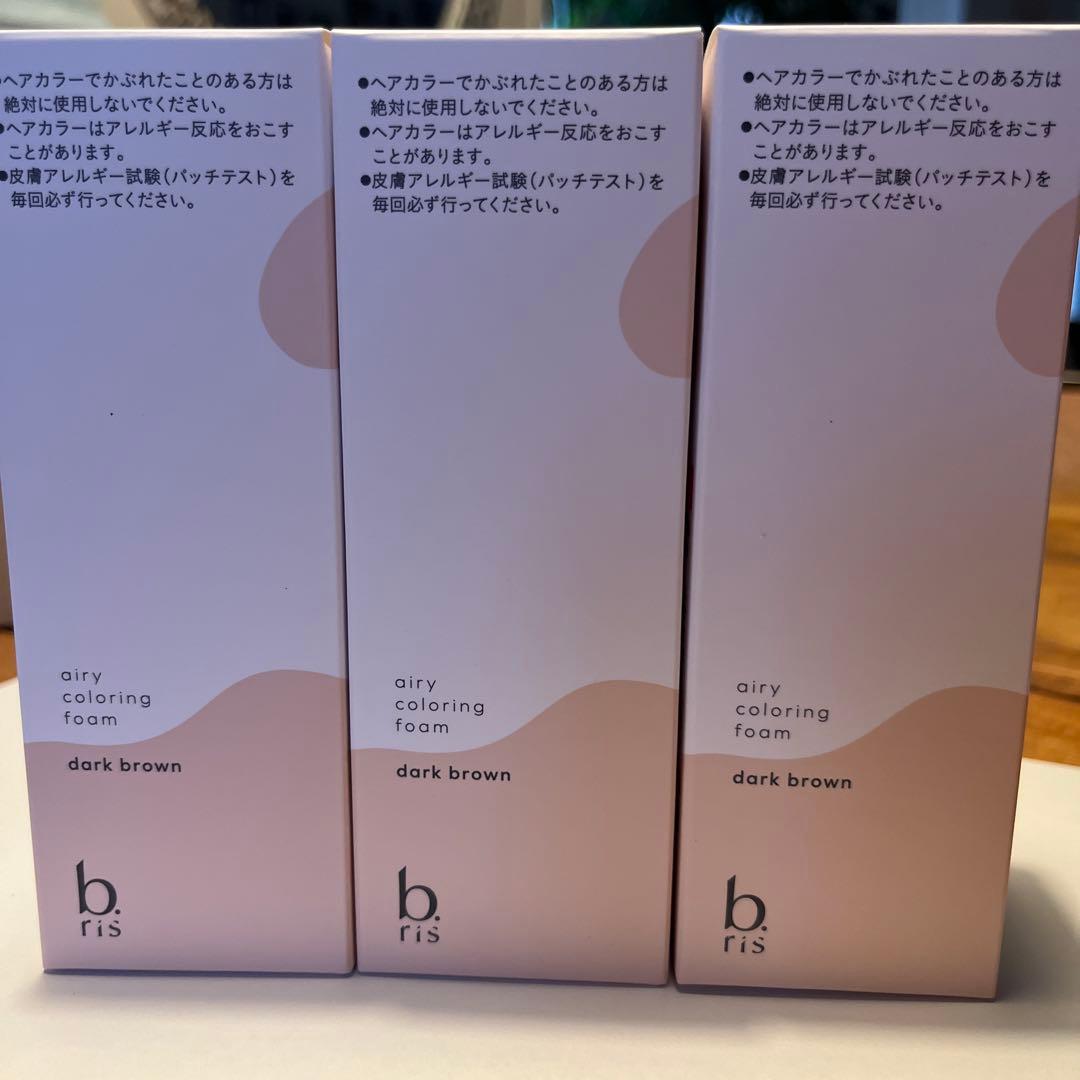 ●ヘアカラーでかぶれたことのある方は
絶対に使用しないでください。
●ヘアカラーはアレルギー反応をおこす
ことがあります。
●皮膚アレルギー試験(パッチテスト)を
毎回必ず行ってください。
airy
coloring
foam
dark brown
b.
ris
●ヘアカラーでかぶれたことのある方は
絶対に使用しないでください。
●ヘアカラーはアレルギー反応をおこす
ことがあります。
●皮膚アレルギー試験(パッチテスト)を
毎回必ず行ってください。
airy
coloring
foam
dark brown
b.
ris
●ヘアカラーでかぶれたことのある方は
絶対に使用しないでください。
●ヘアカラーはアレルギー反応をおこす
ことがあります。
●皮膚アレルギー試験(パッチテスト)を
毎回必ず行ってください。
airy
coloring
foam
dark brown
b.
ris